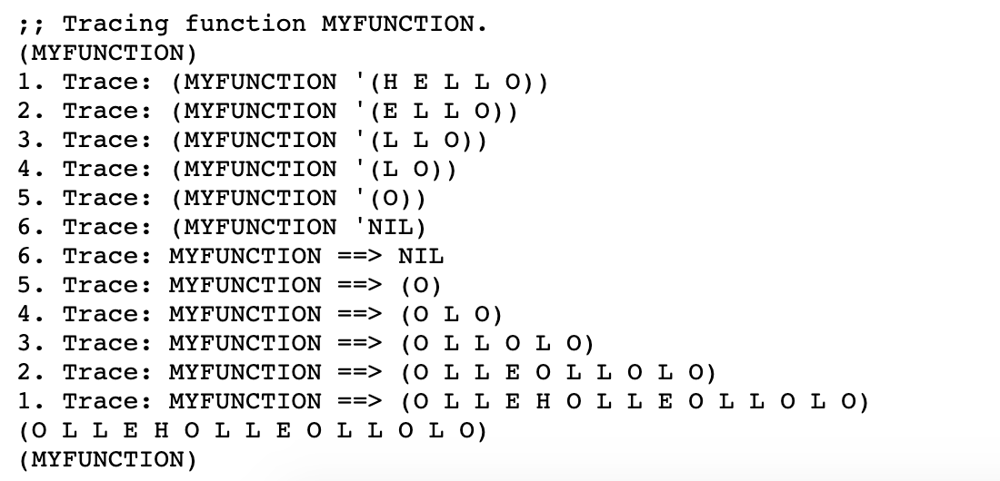 ;; Tracing function MYFUNCTION.
(MYFUNCTION)
1. Trace: (MYFUNCTION '(H E L L O))
2. Trace: (MYFUNCTION '(E L L O))
3. Trace: (MYFUNCTION '(L L O))
4. Trace: (MYFUNCTION '(L O))
5. Trace: (MYFUNCTION '(O))
6. Trace: (MYFUNCTION 'NIL)
6. Trace: MYFUNCTION ==> NIL
5. Trace: MYFUNCTION ==> (O)
4. Trace: MYFUNCTION ==> (O L O)
3. Trace: MYFUNCTION ==> (O L L O L O)
2. Trace: MYFUNCTION ==> (O L L E O L L O L O)
1. Trace: MYFUNCTION ==> (O L L E H O L L E O L L O L O)
(O L L E H O L L E O L L O L O)
(MYFUNCTION)